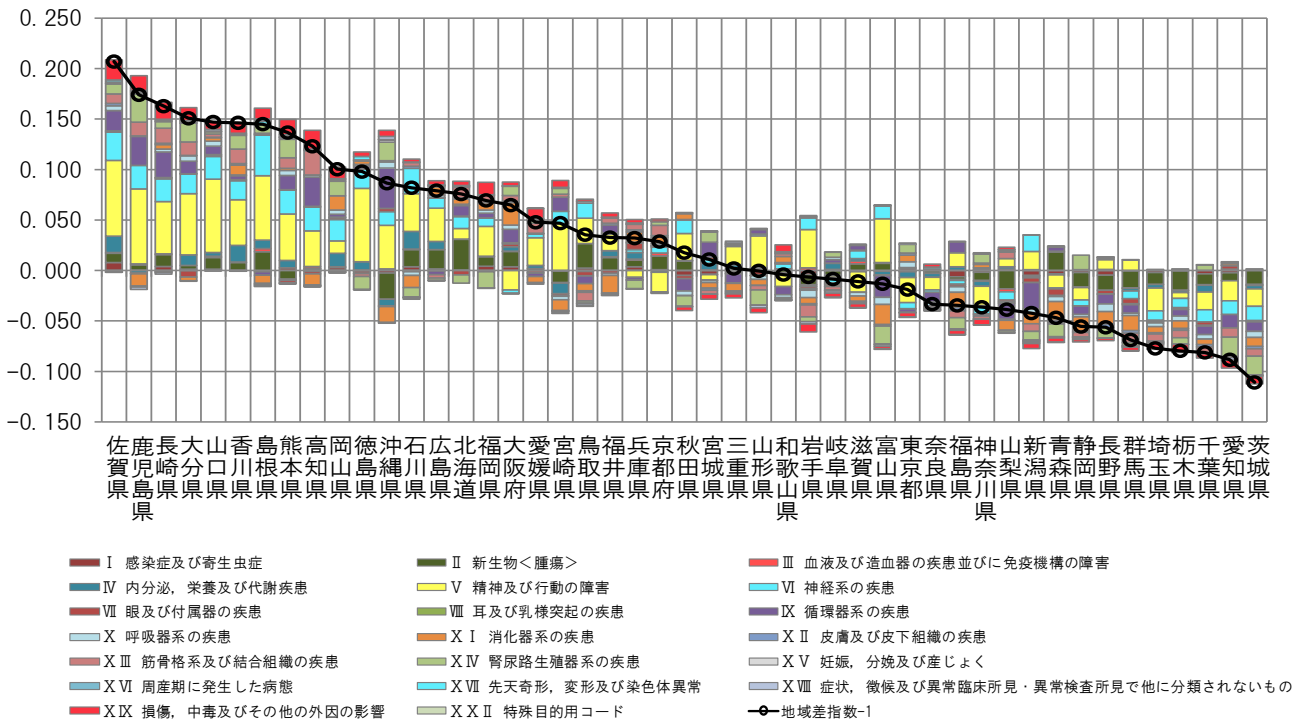 0.250
0.200
0.150
0.100
0.050
0.000
-0.050
-0.100
-0.150
佐賀県
鹿児島県
長崎県
大分県
山口県
香川県
島根県
熊本県
高知県
岡山県
徳島県
沖縄県
石川県
広島県
北海道
福岡県
大阪府
愛媛県
宮崎県
鳥取県
福井県
兵庫県
京都府
秋田県
宮城県
三重県
山形県
和歌山県
岩手県
岐阜県
滋賀県
富山県
東京都
奈良県
福島県
神奈川県
山梨県
新潟県
青森県
静岡県
長野県
群馬県
埼玉県
栃木県
千葉県
愛知県
茨城県
Ⅰ 感染症及び寄生虫症
Ⅱ 新生物<腫瘍>
Ⅲ 血液及び造血器の疾患並びに免疫機構の障害
Ⅳ 内分泌，栄養及び代謝疾患
Ⅴ 精神及び行動の障害
Ⅵ 神経系の疾患
Ⅶ 眼及び付属器の疾患
Ⅷ 耳及び乳様突起の疾患
Ⅸ 循環器系の疾患
Ⅹ 呼吸器系の疾患
ⅩⅠ 消化器系の疾患
ⅩⅡ 皮膚及び皮下組織の疾患
ⅩⅢ 筋骨格系及び結合組織の疾患
ⅩⅣ 腎尿路生殖器系の疾患
ⅩⅤ 妊娠，分娩及び産じょく
ⅩⅥ 周産期に発生した病態
ⅩⅦ 先天奇形，変形及び染色体異常
ⅩⅧ 症状，徴候及び異常臨床所見・異常検査所見で他に分類されないもの
ⅩⅨ 損傷，中毒及びその他の外因の影響
ⅩⅩⅡ 特殊目的用コード
地域差指数-1